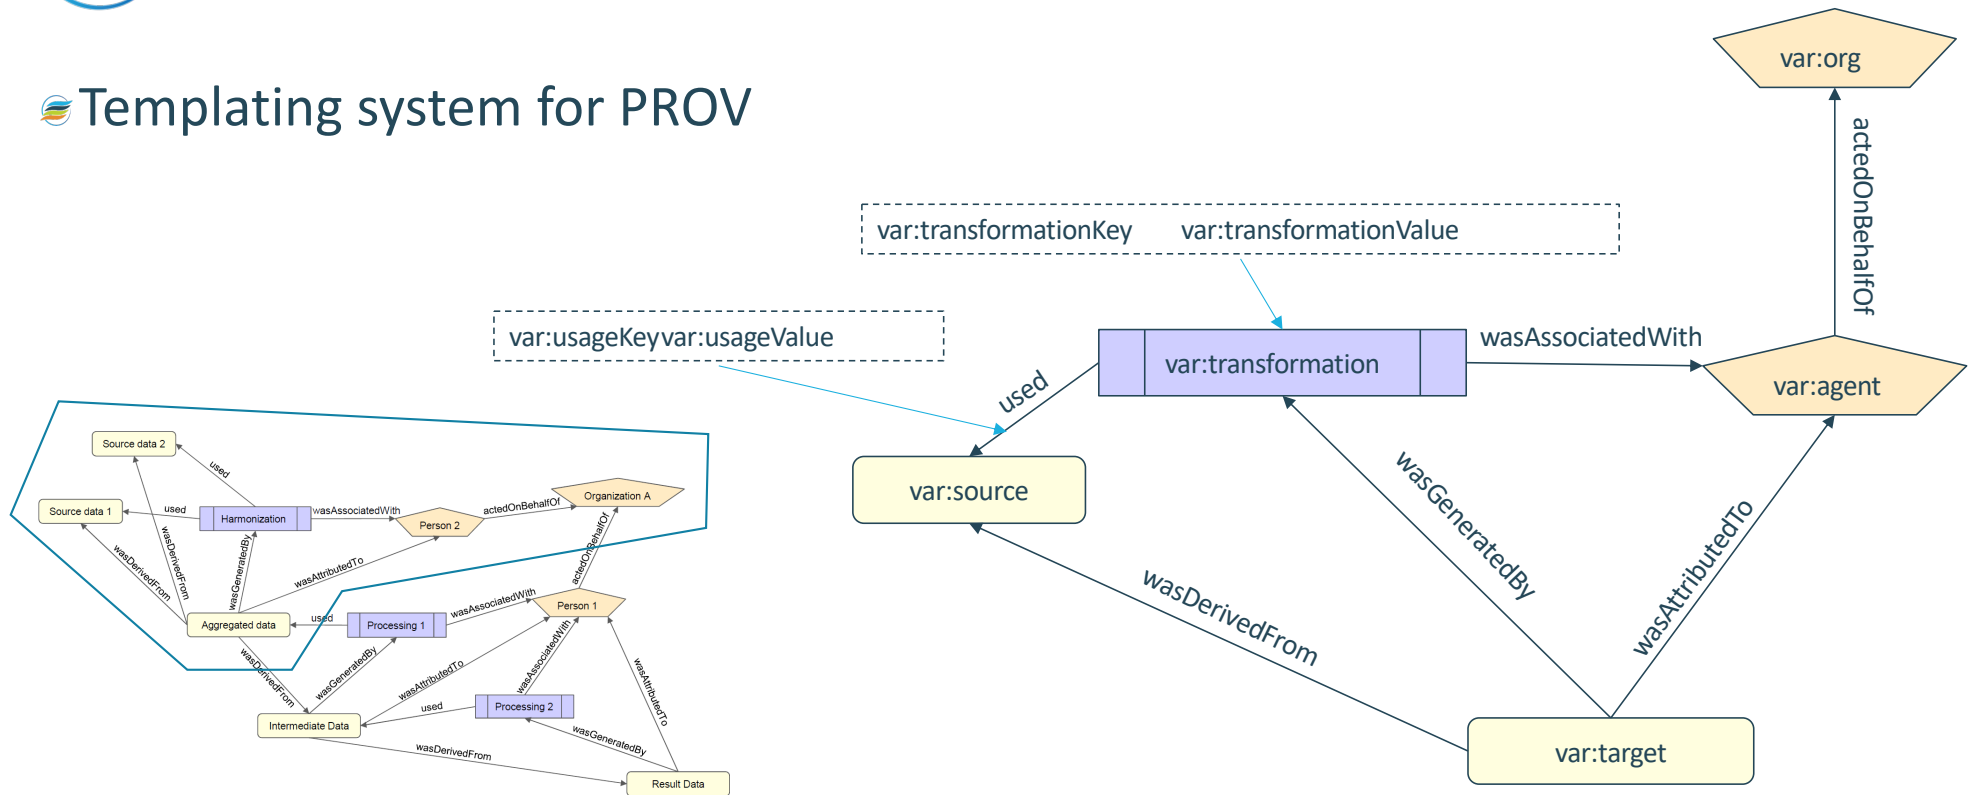 Templating system for PROV
var:org
actedOnBehalfOf
var:transformationKey var:transformationValue
var:usageKeyvar:usageValue
var:transformation
wasAssociatedWith
var:agent
used
var:source
wasGeneratedBy
wasAttributedTo
wasDerivedFrom
var:target
Source data 2
used
Source data 1
used
Harmonization
wasAssociatedWith
Person 2
actedOnBehalfOf
Organization A
wasDerivedFrom
wasDerivedFrom
wasGeneratedBy
wasAttributedTo
actedOnBehalfOf
Aggregated data
used
Processing 1
wasAssociatedWith
Person 1
wasDerivedFrom
wasGeneratedBy
wasAttributedTo
wasAssociatedWith
wasAttributedTo
Intermediate Data
used
Processing 2
wasDerivedFrom
wasGeneratedBy
Result Data